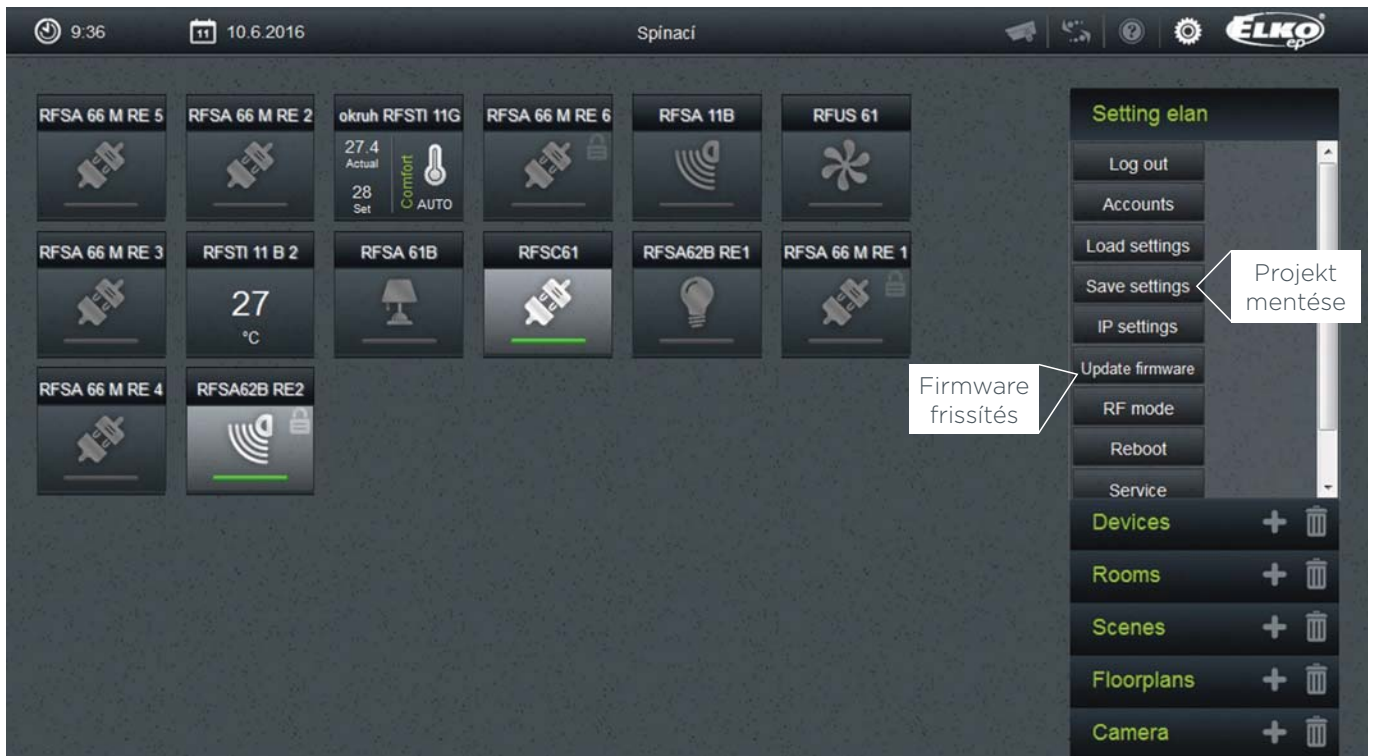 9:36
11
10.6.2016
Spínací
ELKO
ep
RFSA 66 M RE 5
RFSA 66 M RE 2
okruh RFSTI 11G
RFSA 66 M RE 6
RFSA 11B
RFUS 61
27.4
Actual
28
Set
Comfort
AUTO
RFSA 66 M RE 3
RFSTI 11 B 2
RFSA 61B
RFSC61
RFSA62B RE1
RFSA 66 M RE 1
27
°C
RFSA 66 M RE 4
RFSA62B RE2
Setting elan
Log out
Accounts
Load settings
Save settings
IP settings
Update firmware
RF mode
Reboot
Service
Projekt
mentése
Firmware
frissítés
Devices
Rooms
Scenes
Floorplans
Camera